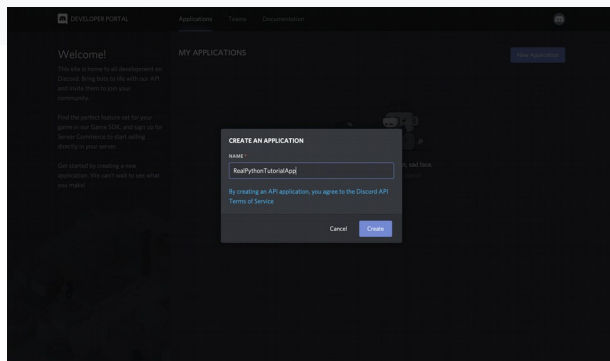 DEVELOPER PORTAL
Applications Teams Documentation
Welcome!
This site is home to all development on
Discord. Bring bots to life with our API
and invite them to join your
community.
Find the perfect feature set for your
game in our Game SDK, and sign up for
Server Commerce to start selling
directly in your server.
Get started by creating a new
application. We can't wait to see what
you make!
MY APPLICATIONS
New Application
sad face.
CREATE AN APPLICATION
NAME *
RealPythonTutorialApp
By creating an API application, you agree to the Discord API
Terms of Service
Cancel Create